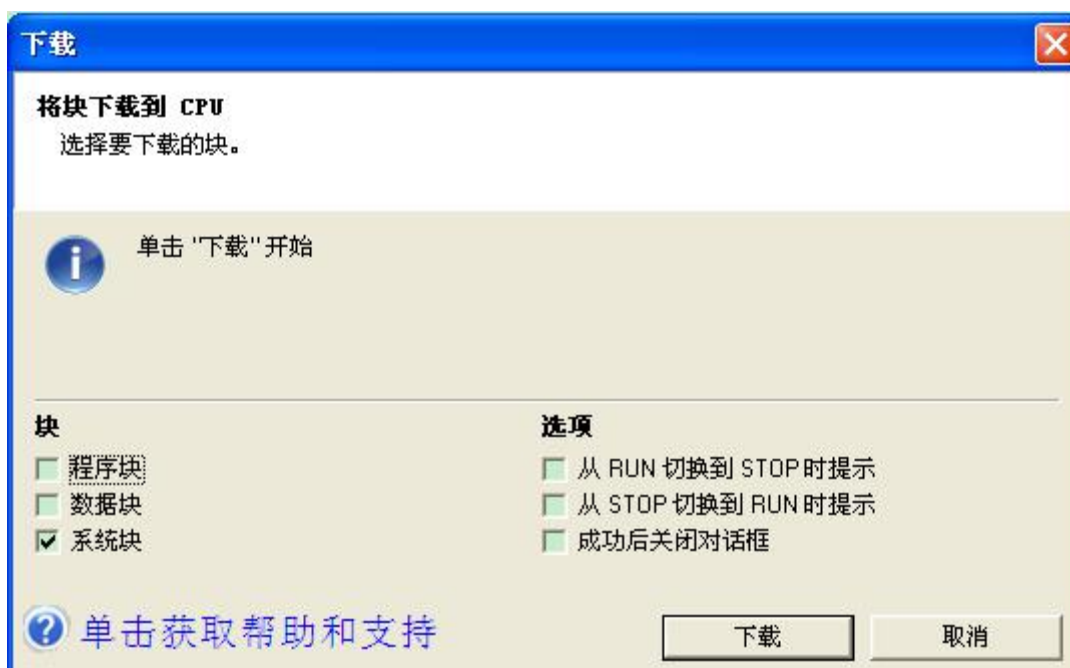 下载
将块下载到 CPU
选择要下载的块。
单击 "下载" 开始
块
选项
程序块
从 RUN 切换到 STOP 时提示
数据块
从 STOP 切换到 RUN 时提示
系统块
成功后关闭对话框
单击获取帮助和支持
下载
取消